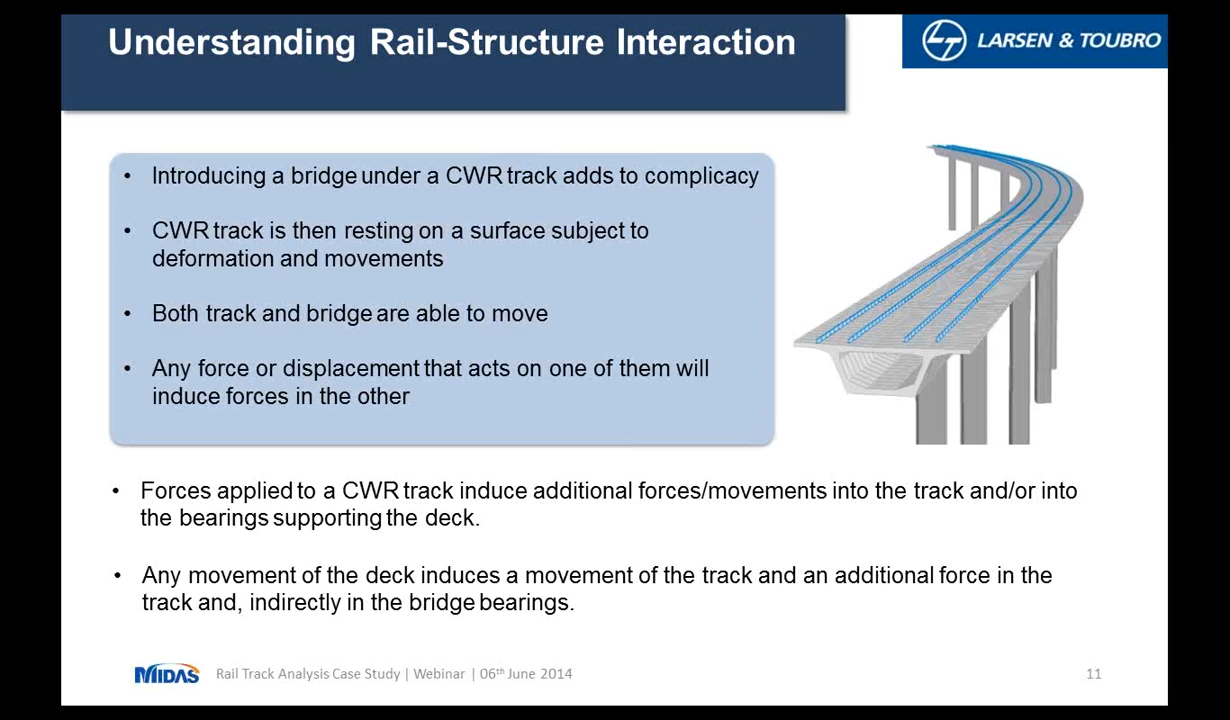 Understanding Rail-Structure Interaction
LARSEN & TOUBRO
• Introducing a bridge under a CWR track adds to complicacy
• CWR track is then resting on a surface subject to
deformation and movements
• Both track and bridge are able to move
• Any force or displacement that acts on one of them will
induce forces in the other
• Forces applied to a CWR track induce additional forces/movements into the track and/or into
the bearings supporting the deck.
• Any movement of the deck induces a movement of the track and an additional force in the
track and, indirectly in the bridge bearings.
MIDAS Rail Track Analysis Case Study | Webinar | 06th June 2014 11